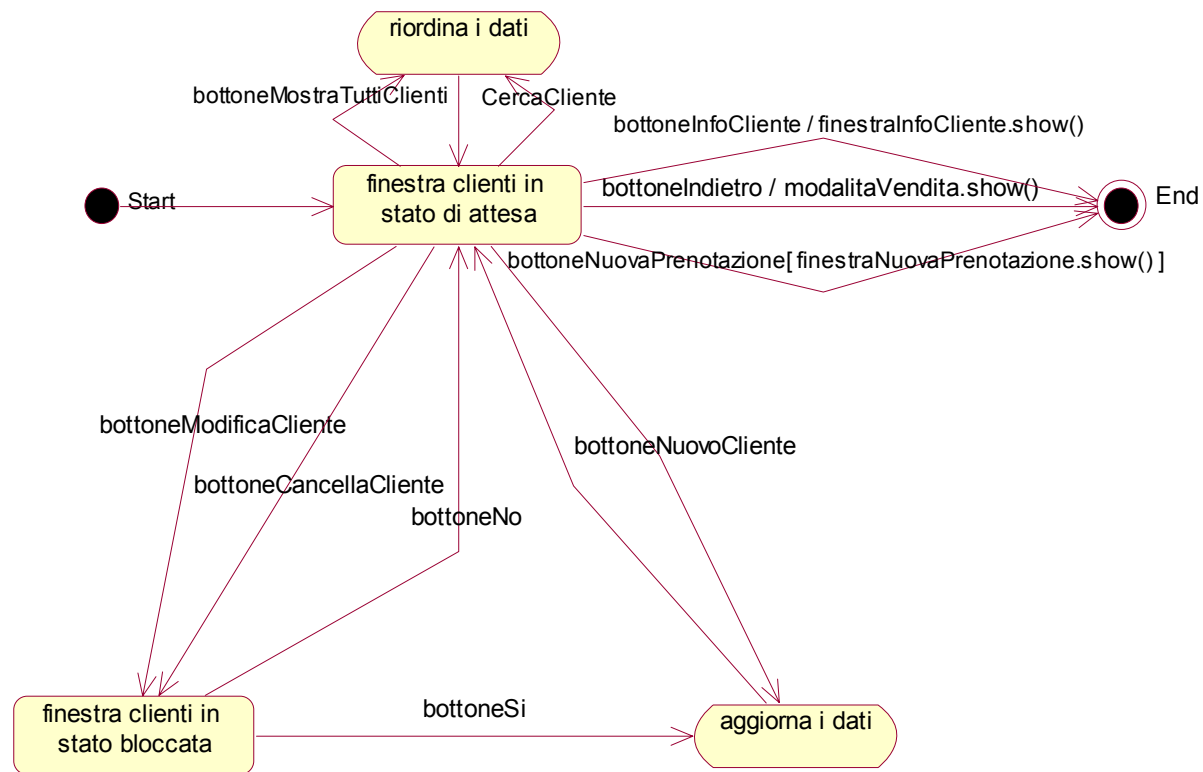 riordina i dati
bottoneMostraTuttiClienti
CercaCliente
bottoneInfoCliente / finestraInfoCliente.show()
finestra clienti in
stato di attesa
Start
bottoneIndietro / modalitaVendita.show()
End
bottoneNuovaPrenotazione[ finestraNuovaPrenotazione.show() ]
bottoneModificaCliente
bottoneNuovoCliente
bottoneCancellaCliente
bottoneNo
finestra clienti in
stato bloccata
bottoneSi
aggiorna i dati